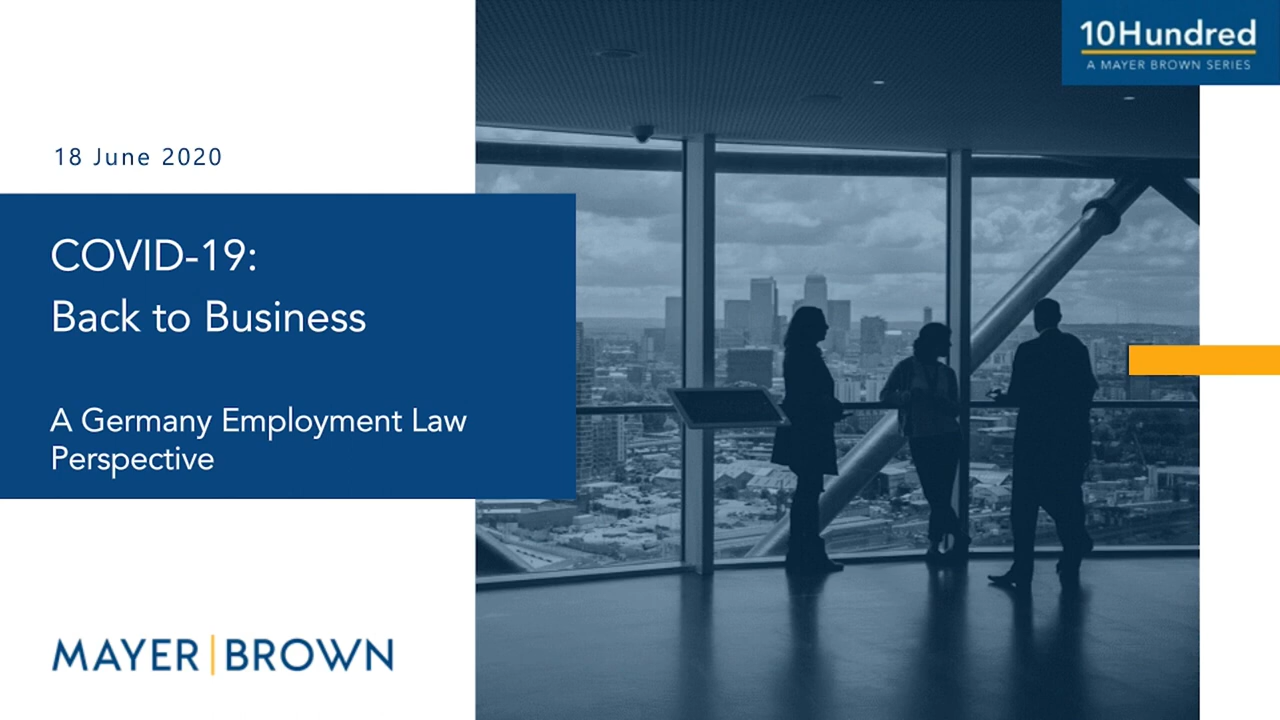 10Hundred
A MAYER BROWN SERIES
18 June 2020
COVID-19:
Back to Business
A Germany Employment Law
Perspective
MAYER | BROWN